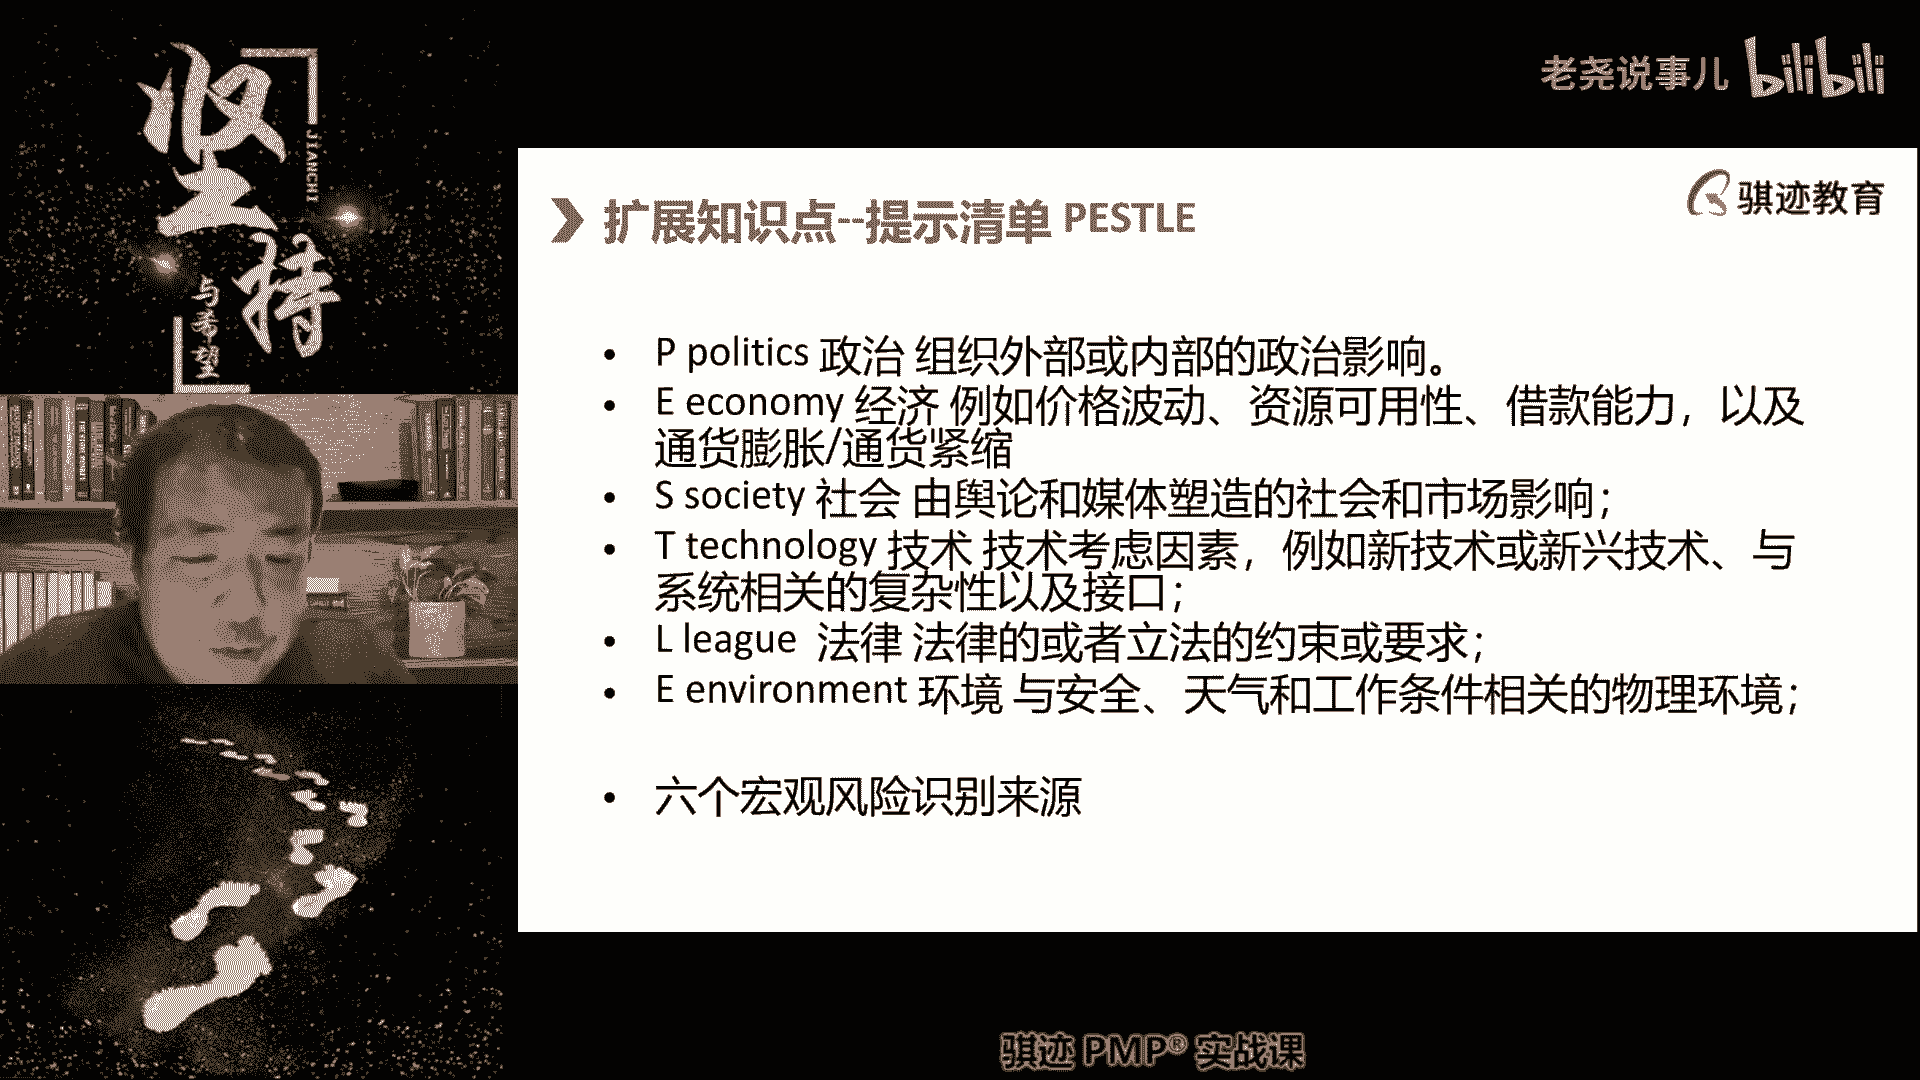 坚持
JIANCHI
与希望
老尧说事儿 bilibili
骐迹教育
扩展知识点--提示清单 PESTLE
• P politics 政治 组织外部或内部的政治影响。
• E economy 经济 例如价格波动、资源可用性、借款能力，以及
通货膨胀/通货紧缩
• S society 社会 由舆论和媒体塑造的社会和市场影响；
• T technology 技术 技术考虑因素，例如新技术或新兴技术、与
系统相关的复杂性以及接口；
• L league 法律 法律的或者立法的约束或要求；
• E environment 环境 与安全、天气和工作条件相关的物理环境；
• 六个宏观风险识别来源
骐迹 PMP® 实战课